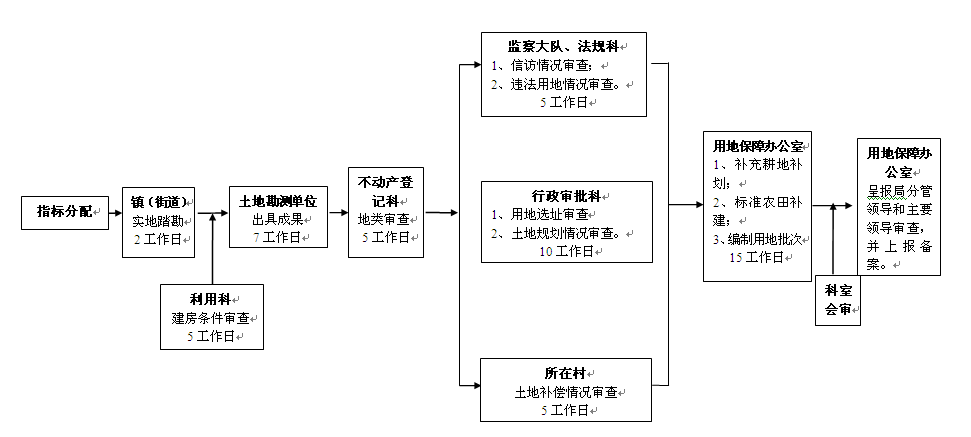 指标分配
镇（街道）
实地踏勘
2 工作日
利用科
建房条件审查
5 工作日
土地勘测单位
出具成果
7 工作日
不动产登
记科
地类审查
5 工作日
监察大队、法规科
1、信访情况审查；
2、违法用地情况审查。
5 工作日
行政审批科
1、用地选址审查
2、土地规划情况审查。
10 工作日
所在村
土地补偿情况审查
5 工作日
用地保障办公室
1、补充耕地补
划；
2、标准农田补
建；
3、编制用地批次
15 工作日
科室
会审
用地保障办
公室
呈报局分管
领导和主要
领导审查，
并上报备
案。